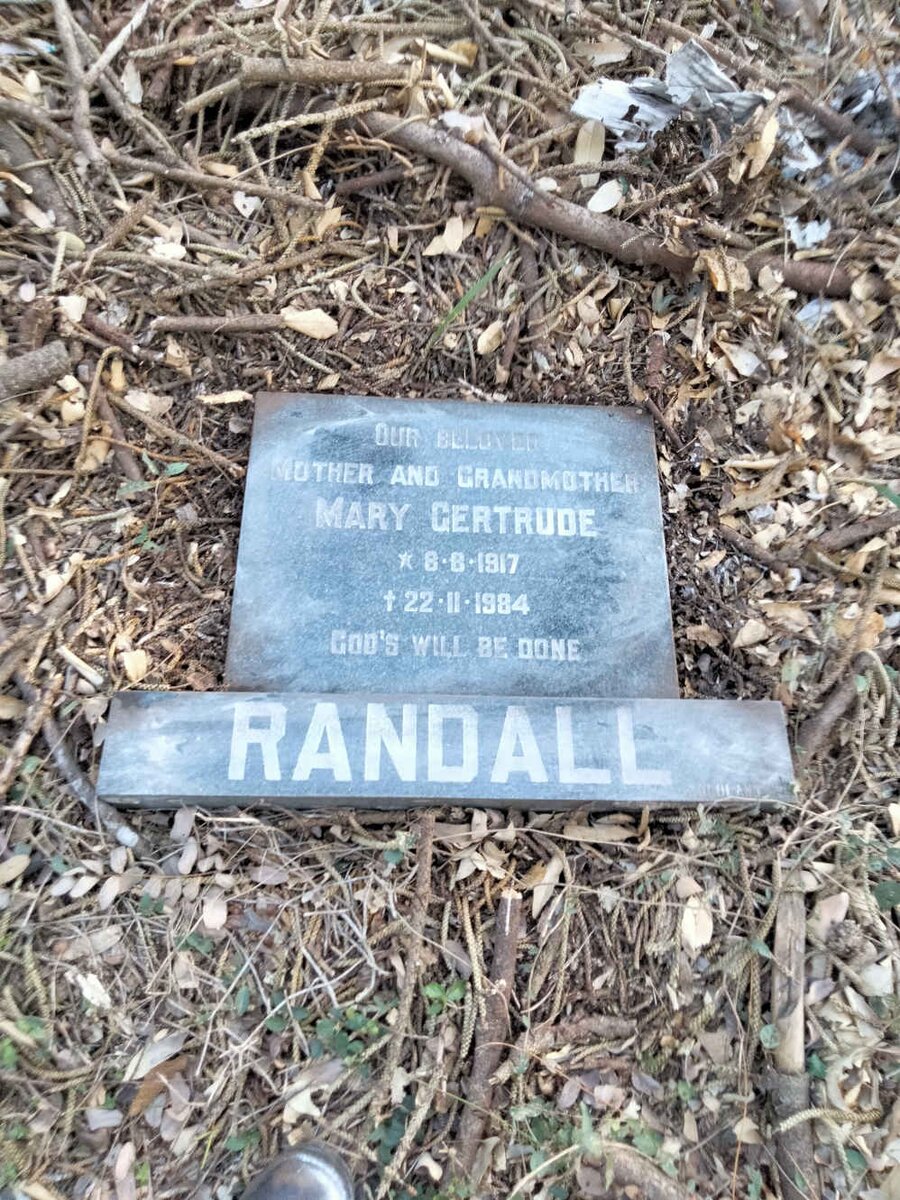 OUR BELOVED
MOTHER AND GRANDMOTHER
MARY GERTRUDE
* 8·8·1917
† 22·11·1984
GOD'S WILL BE DONE
RANDALL